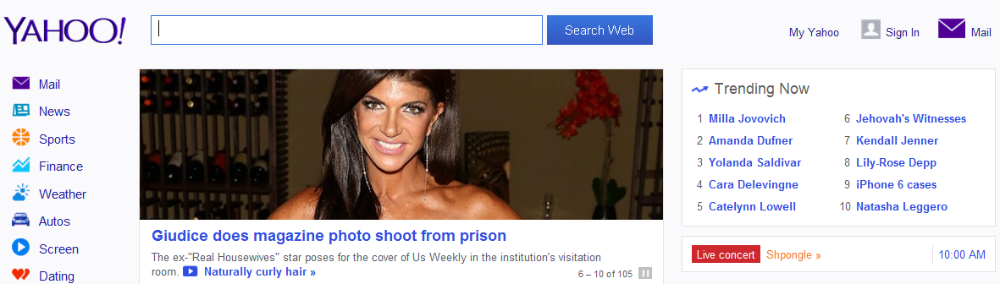 YAHOO!
Search Web
My Yahoo
Sign In
Mail
Mail
News
Sports
Finance
Weather
Autos
Screen
Dating
Giudice does magazine photo shoot from prison
The ex-"Real Housewives" star poses for the cover of Us Weekly in the institution's visitation
room. Naturally curly hair »
6 – 10 of 105
Trending Now
1 Milla Jovovich
2 Amanda Dufner
3 Yolanda Saldivar
4 Cara Delevingne
5 Catelynn Lowell
6 Jehovah's Witnesses
7 Kendall Jenner
8 Lily-Rose Depp
9 iPhone 6 cases
10 Natasha Leggero
Live concert Shpongle » 10:00 AM